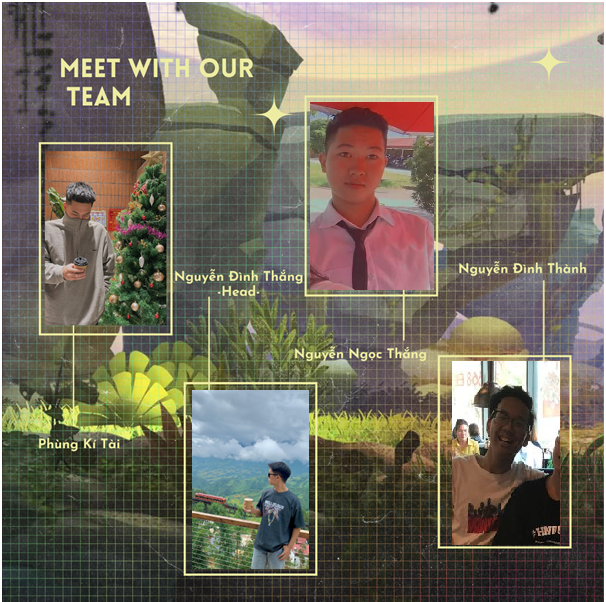 MEET WITH OUR
TEAM
Nguyễn Đình Thắng
-Head-
Nguyễn Đình Thành
Nguyễn Ngọc Thắng
Phùng Kí Tài